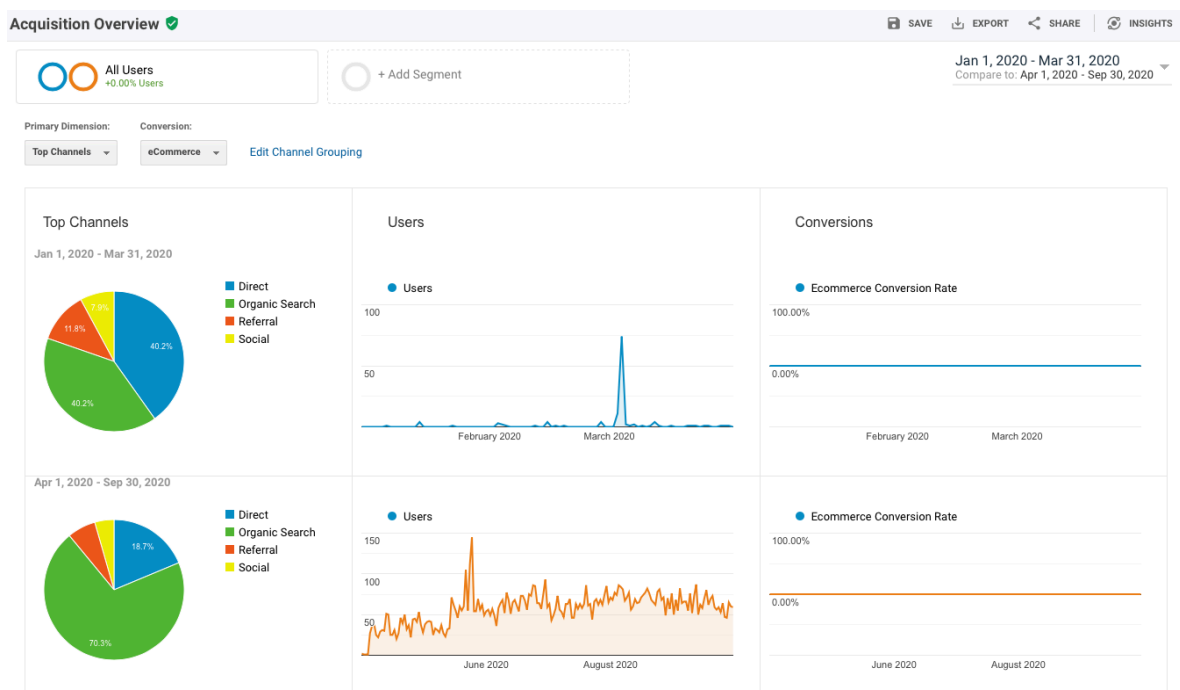 Acquisition Overview
SAVE EXPORT SHARE INSIGHTS
All Users
+0.00% Users
+ Add Segment
Jan 1, 2020 - Mar 31, 2020
Compare to: Apr 1, 2020 - Sep 30, 2020
Primary Dimension: Conversion:
Top Channels eCommerce Edit Channel Grouping
Top Channels
Jan 1, 2020 - Mar 31, 2020
Direct
Organic Search
Referral
Social
7.9%
11.8%
40.2%
40.2%
Users
Users
100
50
February 2020 March 2020
Conversions
Ecommerce Conversion Rate
100.00%
0.00%
February 2020 March 2020
Apr 1, 2020 - Sep 30, 2020
Direct
Organic Search
Referral
Social
18.7%
70.3%
Users
150
100
50
June 2020 August 2020
Ecommerce Conversion Rate
100.00%
0.00%
June 2020 August 2020